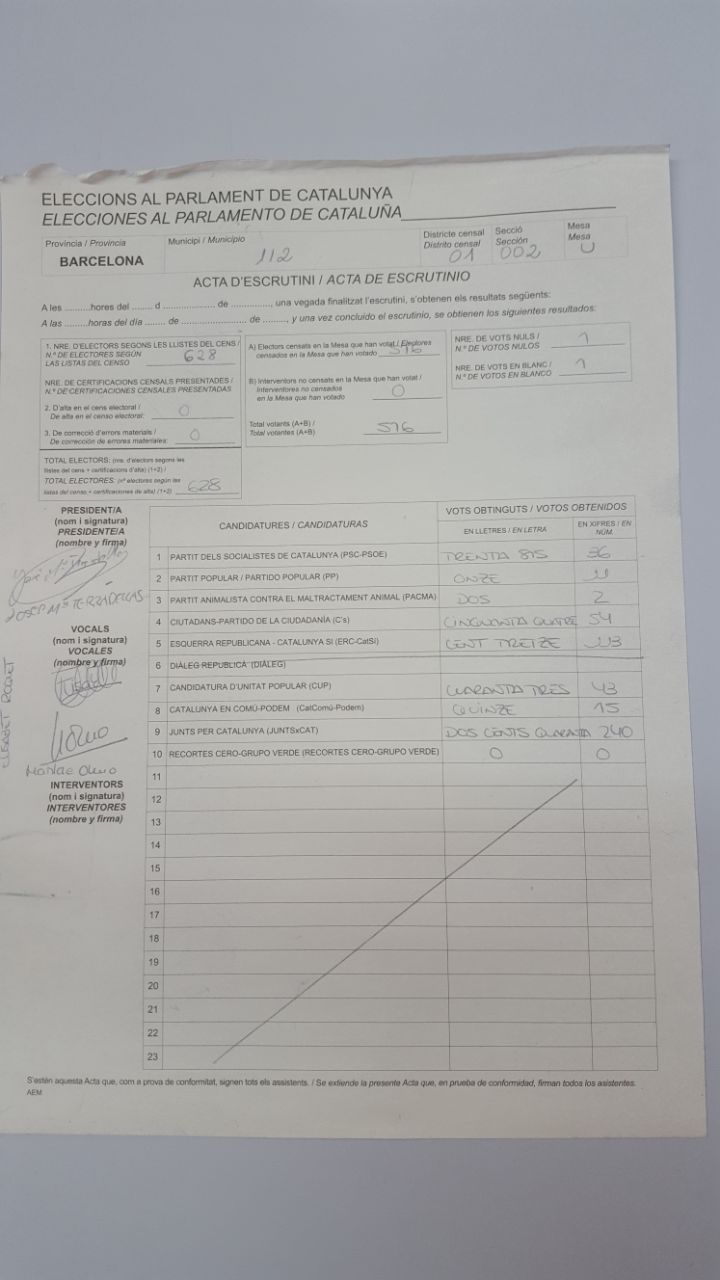 ELECCIONS AL PARLAMENT DE CATALUNYA
ELECCIONES AL PARLAMENTO DE CATALUÑA
Provincia / Provincia
BARCELONA
Municipi / Municipio
112
Districte censal
Distrito censal
01
Secció
Sección
002
Mesa
Mesa
U
ACTA D'ESCRUTINI / ACTA DE ESCRUTINIO
A les .........hores del ........ d .................... de ..............., una vegada finalitzat l'escrutini, s'obtenen els resultats següents:
A las .........horas del día ....... de .................... de ........., y una vez concluido el escrutinio, se obtienen los siguientes resultados:
1. NRE. D'ELECTORS SEGONS LES LLISTES DEL CENS /
N.º DE ELECTORES SEGÚN
LAS LISTAS DEL CENSO 628
NRE. DE CERTIFICACIONS CENSALS PRESENTADES /
N.º DE CERTIFICACIONES CENSALES PRESENTADAS
2. D'alta en el cens electoral /
De alta en el censo electoral: 0
3. De correcció d'errors materials /
De corrección de errores materiales: 0
TOTAL ELECTORS: (nre. d'electors segons les
llistes del cens + certificacions d'alta) (1+2) /
TOTAL ELECTORES: (nº electores según las
listas del censo + certificaciones de alta) (1+2) 628
A) Electors censats en la Mesa que han votat / Electores
censados en la Mesa que han votado 516
B) Interventors no censats en la Mesa que han votat /
Interventores no censados
en la Mesa que han votado 0
Total votants (A+B) /
Total votantes (A+B) 516
NRE. DE VOTS NULS /
N.º DE VOTOS NULOS 1
NRE. DE VOTS EN BLANC /
N.º DE VOTOS EN BLANCO 1
PRESIDENT/A
(nom i signatura)
PRESIDENTE/A
(nombre y firma)
JOSEP Mª TERRADELLAS
VOCALS
(nom i signatura)
VOCALES
(nombre y firma)
ELISABET ROQUET
Olmo
Olmo
INTERVENTORS
(nom i signatura)
INTERVENTORES
(nombre y firma)
CANDIDATURES / CANDIDATURAS
VOTS OBTINGUTS / VOTOS OBTENIDOS
EN LLETRES / EN LETRA
EN XIFRES / EN
NÚM.
1 PARTIT DELS SOCIALISTES DE CATALUNYA (PSC-PSOE) TRENTA SIS 36
2 PARTIT POPULAR / PARTIDO POPULAR (PP) ONZE 11
3 PARTIT ANIMALISTA CONTRA EL MALTRACTAMENT ANIMAL (PACMA) DOS 2
4 CIUTADANS-PARTIDO DE LA CIUDADANÍA (C's) CINQUANTA QUATRE 54
5 ESQUERRA REPUBLICANA - CATALUNYA SI (ERC-CatSí) CENT TRETZE 113
6 DIÀLEG REPÚBLICA (DIÀLEG)
7 CANDIDATURA D'UNITAT POPULAR (CUP) QUARANTA TRES 43
8 CATALUNYA EN COMÚ-PODEM (CatComú-Podem) QUINZE 15
9 JUNTS PER CATALUNYA (JUNTSxCAT) DOS CENTS QUARANTA 240
10 RECORTES CERO-GRUPO VERDE (RECORTES CERO-GRUPO VERDE) 0 0
11
12
13
14
15
16
17
18
19
20
21
22
23
S'estén aquesta Acta que, com a prova de conformitat, signen tots els assistents. / Se extiende la presente Acta que, en prueba de conformidad, firman todos los asistentes.
AEM